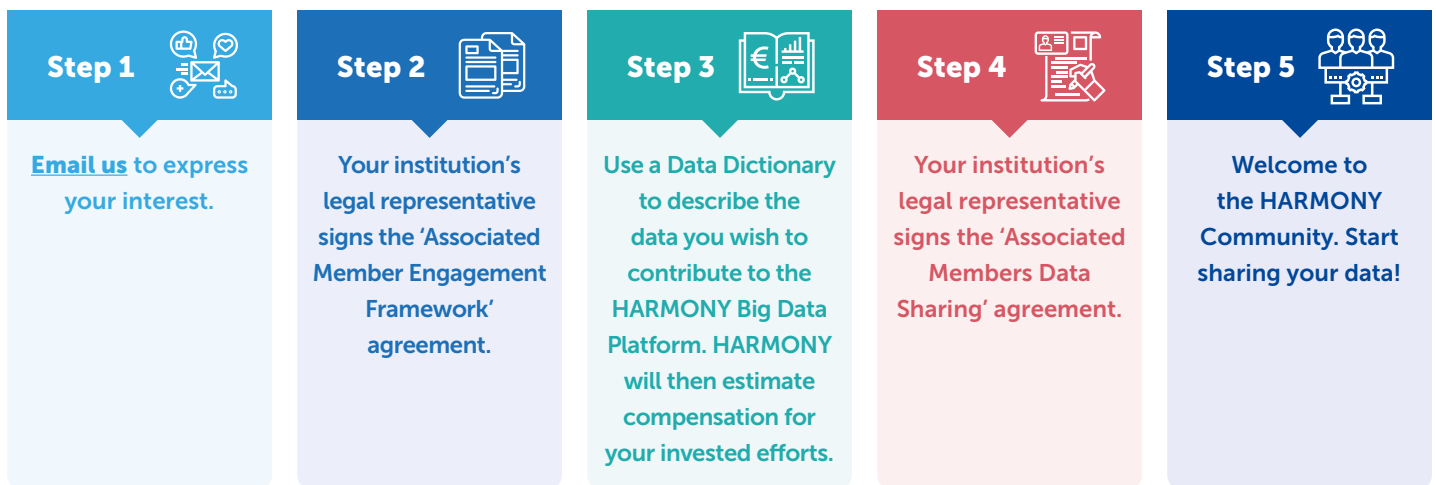 Step 1
Email us to express
your interest.
Step 2
Your institution’s
legal representative
signs the ‘Associated
Member Engagement
Framework’
agreement.
Step 3
€
Use a Data Dictionary
to describe the
data you wish to
contribute to the
HARMONY Big Data
Platform. HARMONY
will then estimate
compensation for
your invested efforts.
Step 4
Your institution’s
legal representative
signs the ‘Associated
Members Data
Sharing’ agreement.
Step 5
Welcome to
the HARMONY
Community. Start
sharing your data!